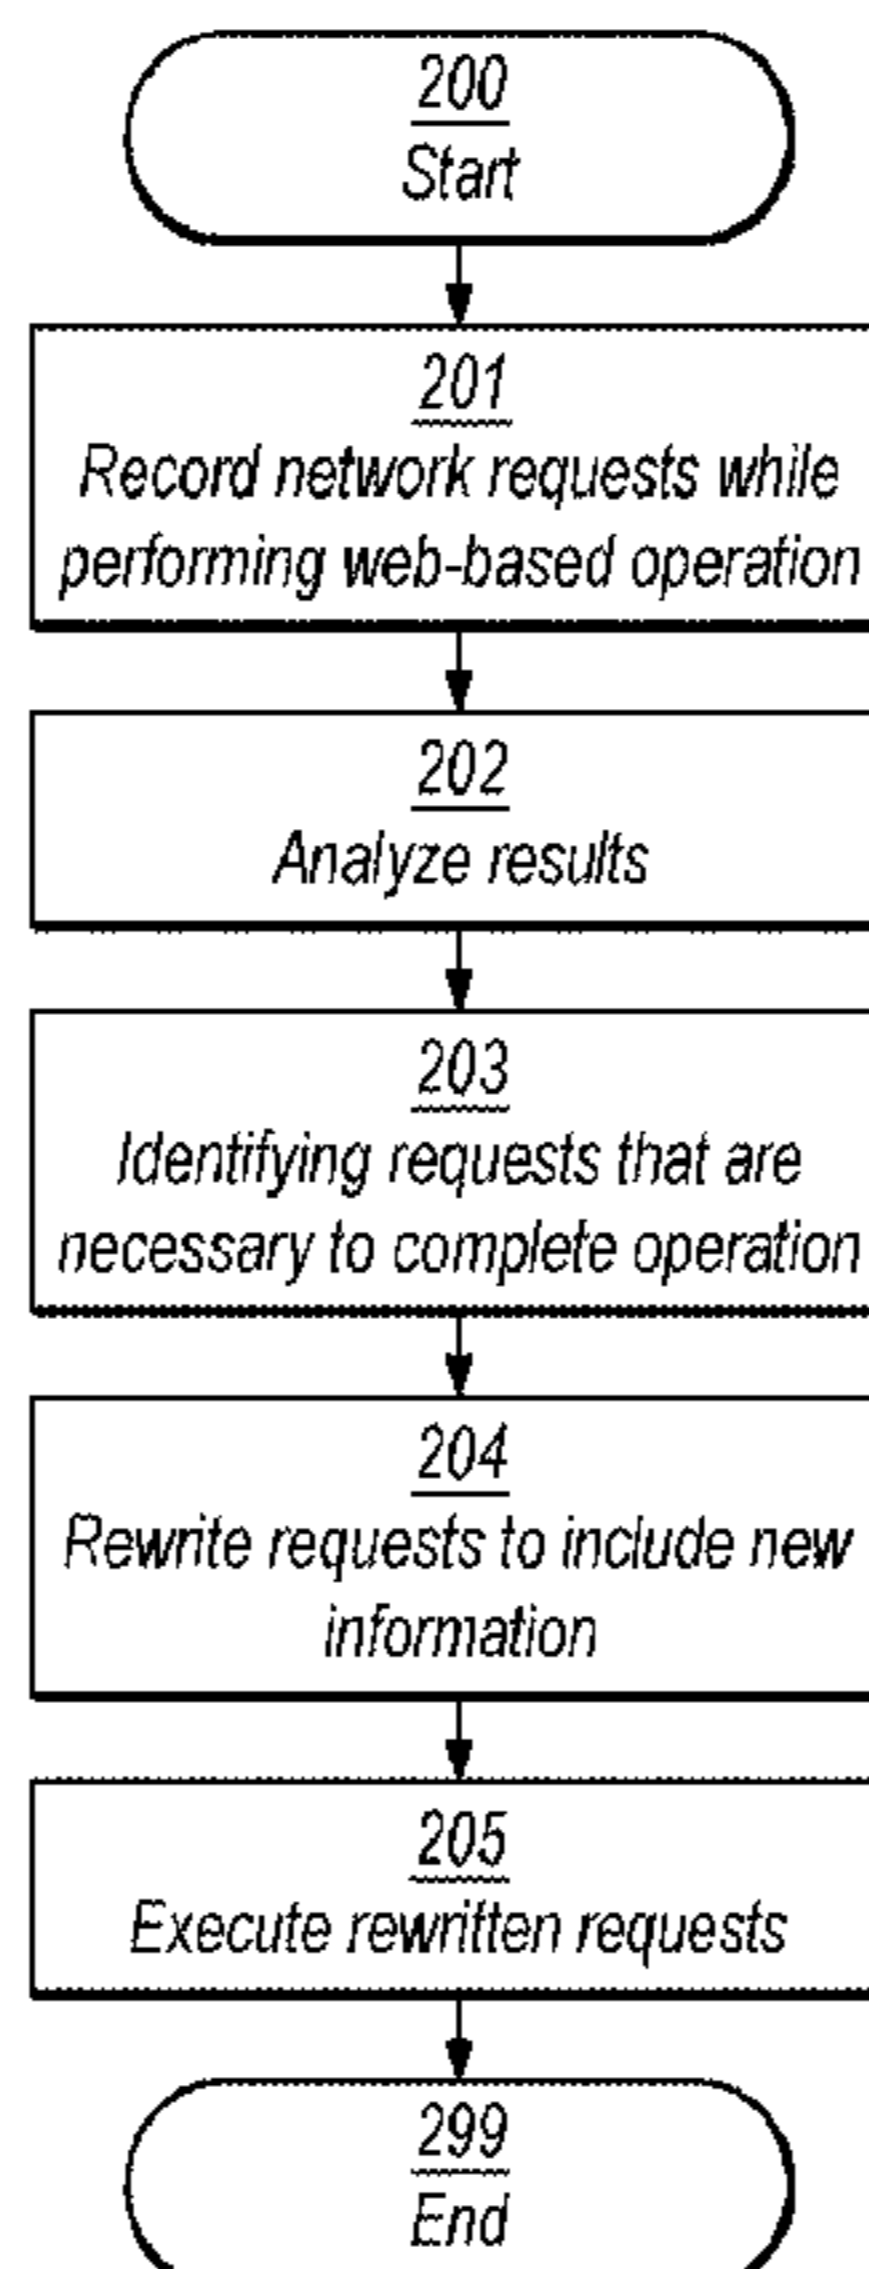 200
Start
201
Record network requests while
performing web-based operation
202
Analyze results
203
Identifying requests that are
necessary to complete operation
204
Rewrite requests to include new
information
205
Execute rewritten requests
299
End